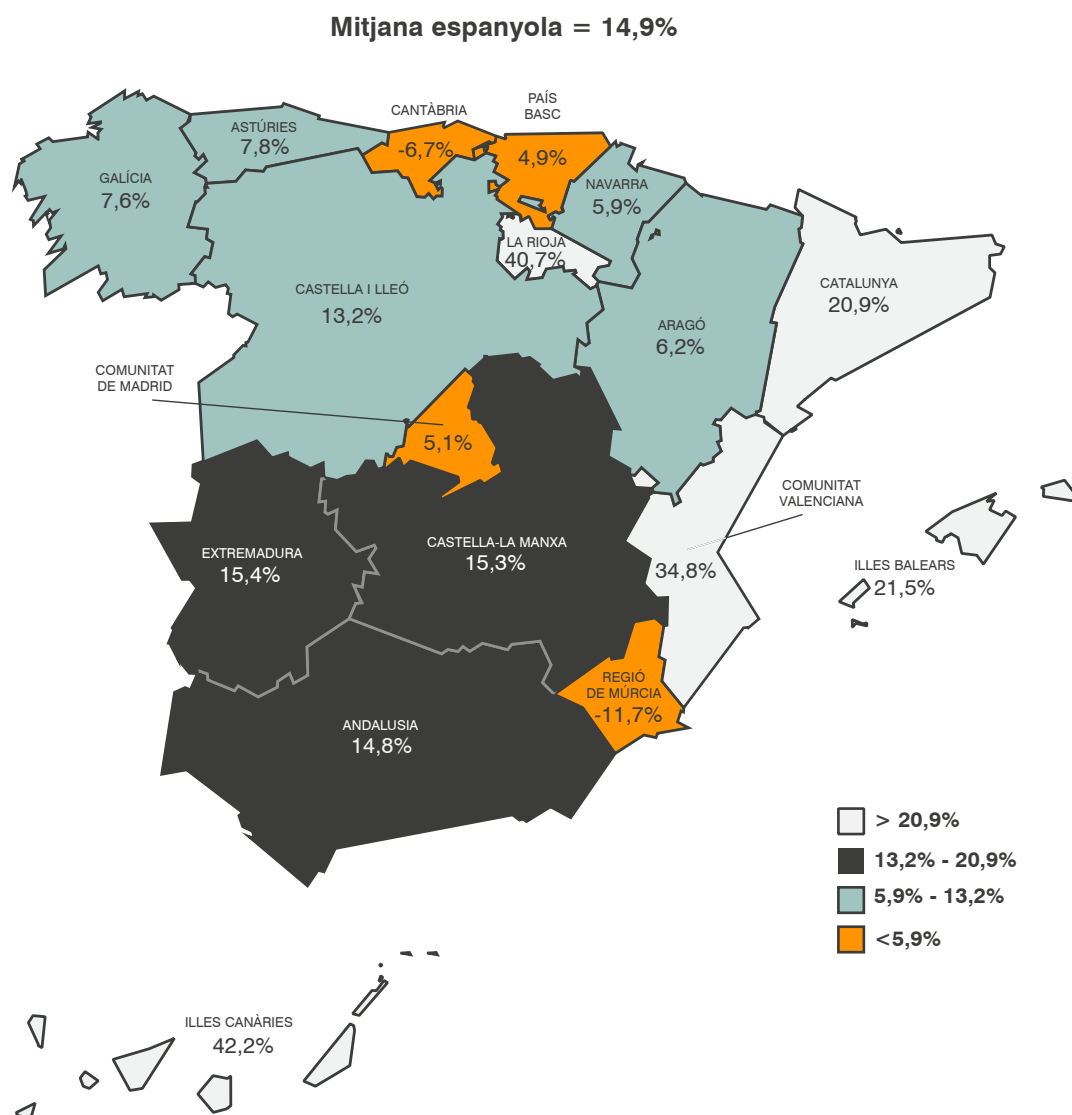 Mitjana espanyola = 14,9%
CANTÀBRIA
-6,7%
PAÍS
BASC
4,9%
ASTÚRIES
7,8%
GALÍCIA
7,6%
NAVARRA
5,9%
LA RIOJA
40,7%
CASTELLA I LLEÓ
13,2%
CATALUNYA
20,9%
ARAGÓ
6,2%
COMUNITAT
DE MADRID
5,1%
COMUNITAT
VALENCIANA
34,8%
EXTREMADURA
15,4%
CASTELLA-LA MANXA
15,3%
ILLES BALEARS
21,5%
REGIÓ
DE MÚRCIA
-11,7%
ANDALUSIA
14,8%
> 20,9%
13,2% - 20,9%
5,9% - 13,2%
<5,9%
ILLES CANÀRIES
42,2%